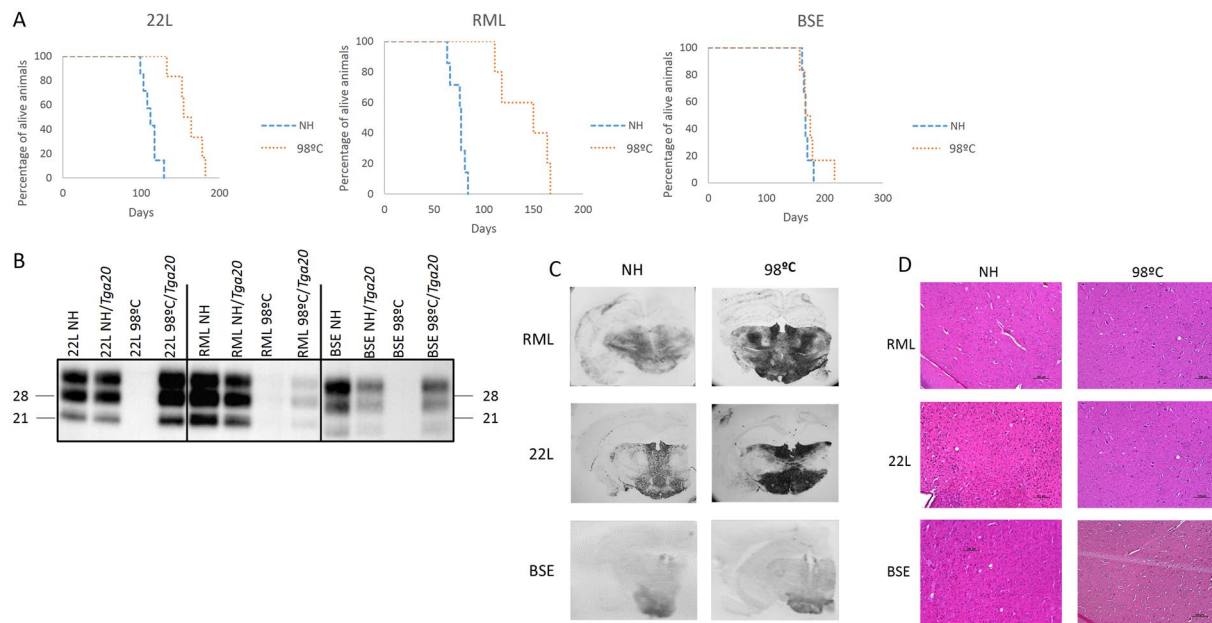 A
22L
RML
BSE
Percentage of alive animals
100
80
60
40
20
0
0
100
200
Days
NH
98ºC
Percentage of alive animals
100
80
60
40
20
0
0
50
100
150
200
Days
NH
98ºC
Percentage of alive animals
100
80
60
40
20
0
0
100
200
300
Days
NH
98ºC
B
22L NH
22L NH/Tga20
22L 98ºC
22L 98ºC/Tga20
RML NH
RML NH/Tga20
RML 98ºC
RML 98ºC/Tga20
BSE NH
BSE NH/Tga20
BSE 98ºC
BSE 98ºC/Tga20
28
21
28
21
C
NH
98ºC
RML
22L
BSE
D
NH
98ºC
RML
22L
BSE